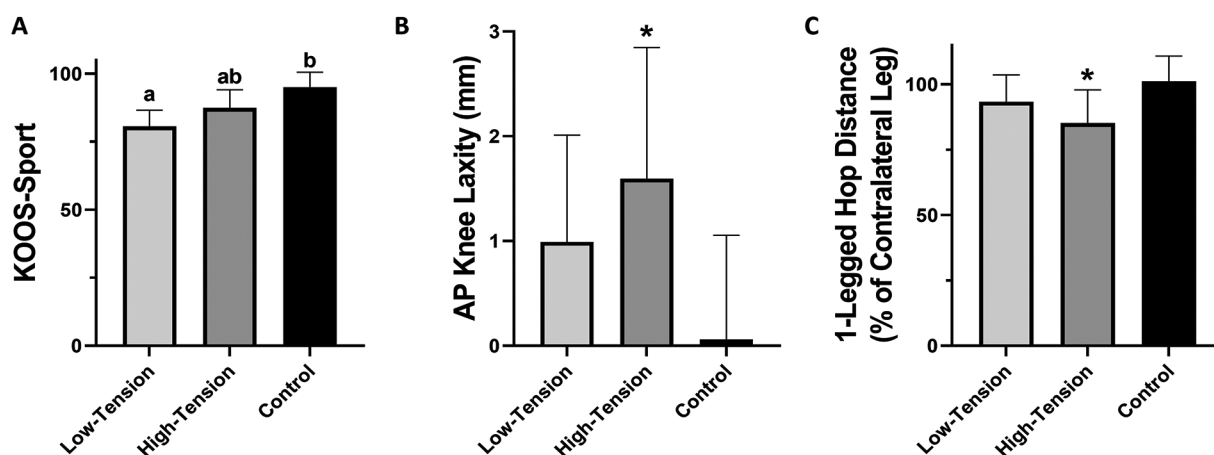 A
KOOS-Sport
100
50
0
a
ab
b
Low-Tension
High-Tension
Control
B
AP Knee Laxity (mm)
3
2
1
0
*
Low-Tension
High-Tension
Control
C
1-Legged Hop Distance
(% of Contralateral Leg)
100
50
0
*
Low-Tension
High-Tension
Control